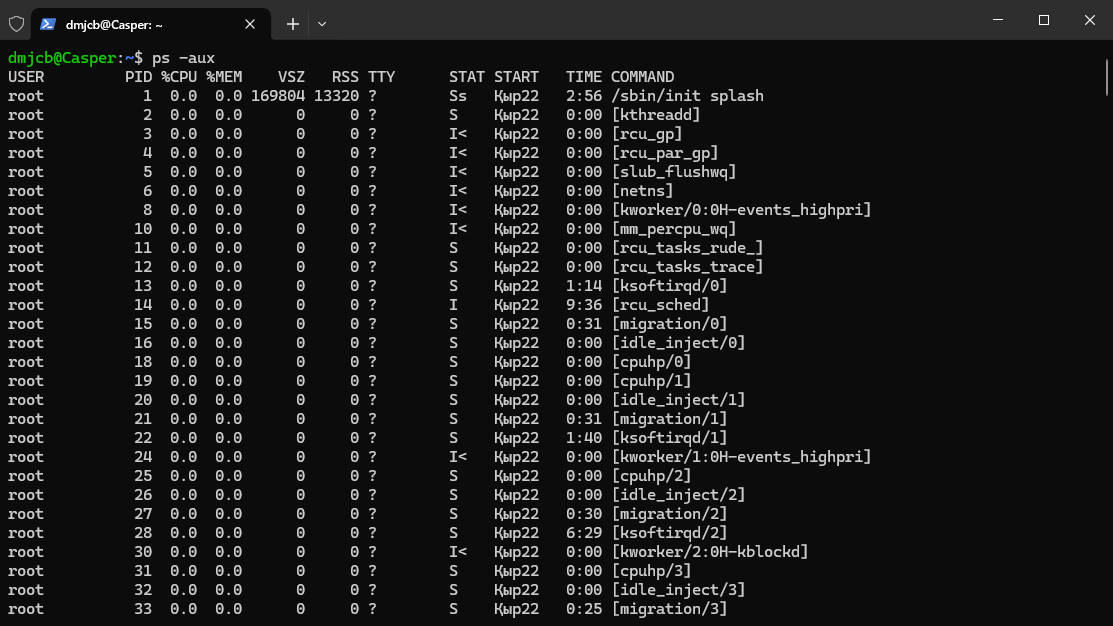 dmjcb@Casper: ~
dmjcb@Casper:~$ ps -aux
USER         PID %CPU %MEM    VSZ   RSS TTY      STAT START   TIME COMMAND
root           1  0.0  0.0 169804 13320 ?        Ss   Қыр22   2:56 /sbin/init splash
root           2  0.0  0.0      0     0 ?        S    Қыр22   0:00 [kthreadd]
root           3  0.0  0.0      0     0 ?        I<   Қыр22   0:00 [rcu_gp]
root           4  0.0  0.0      0     0 ?        I<   Қыр22   0:00 [rcu_par_gp]
root           5  0.0  0.0      0     0 ?        I<   Қыр22   0:00 [slub_flushwq]
root           6  0.0  0.0      0     0 ?        I<   Қыр22   0:00 [netns]
root           8  0.0  0.0      0     0 ?        I<   Қыр22   0:00 [kworker/0:0H-events_highpri]
root          10  0.0  0.0      0     0 ?        I<   Қыр22   0:00 [mm_percpu_wq]
root          11  0.0  0.0      0     0 ?        S    Қыр22   0:00 [rcu_tasks_rude_]
root          12  0.0  0.0      0     0 ?        S    Қыр22   0:00 [rcu_tasks_trace]
root          13  0.0  0.0      0     0 ?        S    Қыр22   1:14 [ksoftirqd/0]
root          14  0.0  0.0      0     0 ?        I    Қыр22   9:36 [rcu_sched]
root          15  0.0  0.0      0     0 ?        S    Қыр22   0:31 [migration/0]
root          16  0.0  0.0      0     0 ?        S    Қыр22   0:00 [idle_inject/0]
root          18  0.0  0.0      0     0 ?        S    Қыр22   0:00 [cpuhp/0]
root          19  0.0  0.0      0     0 ?        S    Қыр22   0:00 [cpuhp/1]
root          20  0.0  0.0      0     0 ?        S    Қыр22   0:00 [idle_inject/1]
root          21  0.0  0.0      0     0 ?        S    Қыр22   0:31 [migration/1]
root          22  0.0  0.0      0     0 ?        S    Қыр22   1:40 [ksoftirqd/1]
root          24  0.0  0.0      0     0 ?        I<   Қыр22   0:00 [kworker/1:0H-events_highpri]
root          25  0.0  0.0      0     0 ?        S    Қыр22   0:00 [cpuhp/2]
root          26  0.0  0.0      0     0 ?        S    Қыр22   0:00 [idle_inject/2]
root          27  0.0  0.0      0     0 ?        S    Қыр22   0:30 [migration/2]
root          28  0.0  0.0      0     0 ?        S    Қыр22   6:29 [ksoftirqd/2]
root          30  0.0  0.0      0     0 ?        I<   Қыр22   0:00 [kworker/2:0H-kblockd]
root          31  0.0  0.0      0     0 ?        S    Қыр22   0:00 [cpuhp/3]
root          32  0.0  0.0      0     0 ?        S    Қыр22   0:00 [idle_inject/3]
root          33  0.0  0.0      0     0 ?        S    Қыр22   0:25 [migration/3]